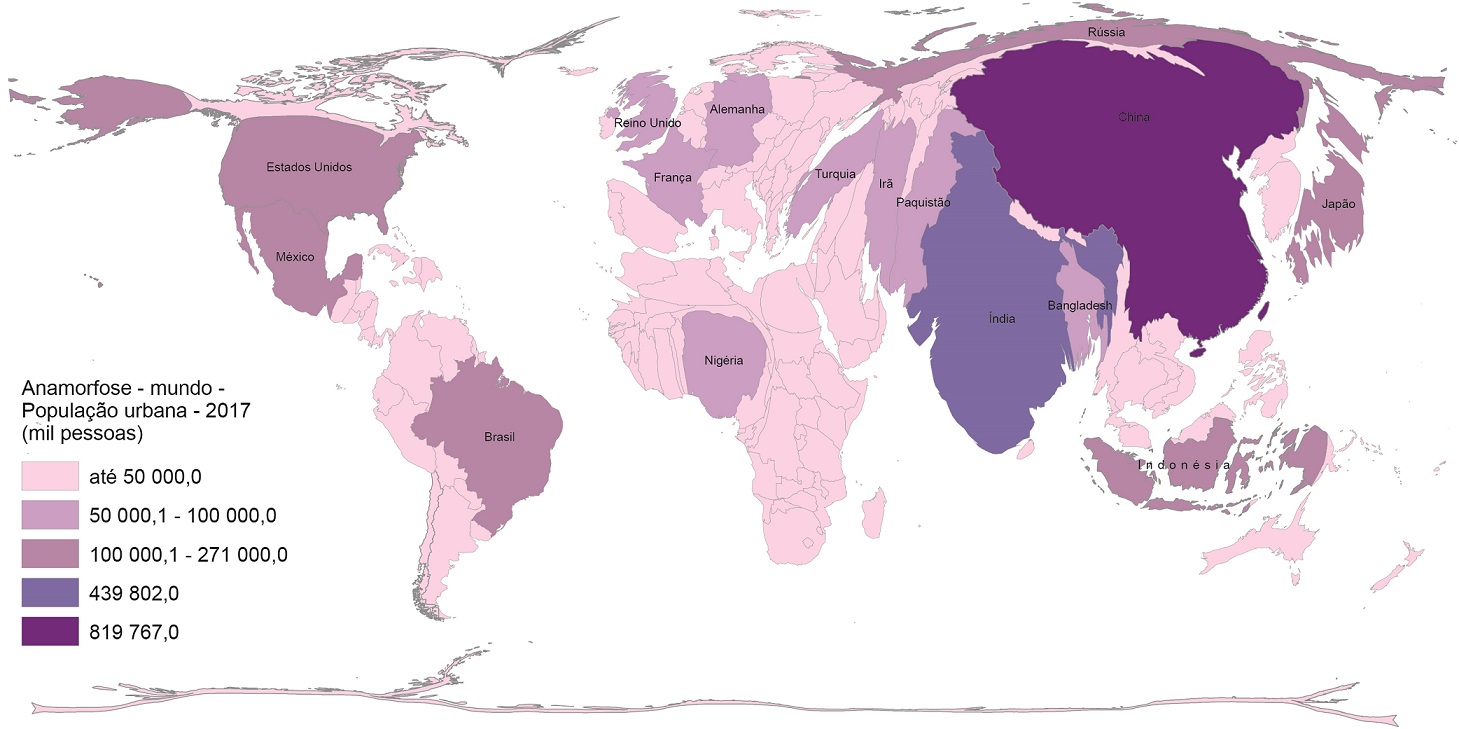 Rússia
Alemanha
Reino Unido
China
Estados Unidos
Turquia
França
Irã
Paquistão
Japão
México
Bangladesh
Índia
Nigéria
Brasil
Indonésia
Anamorfose - mundo -
População urbana - 2017
(mil pessoas)
até 50 000,0
50 000,1 - 100 000,0
100 000,1 - 271 000,0
439 802,0
819 767,0